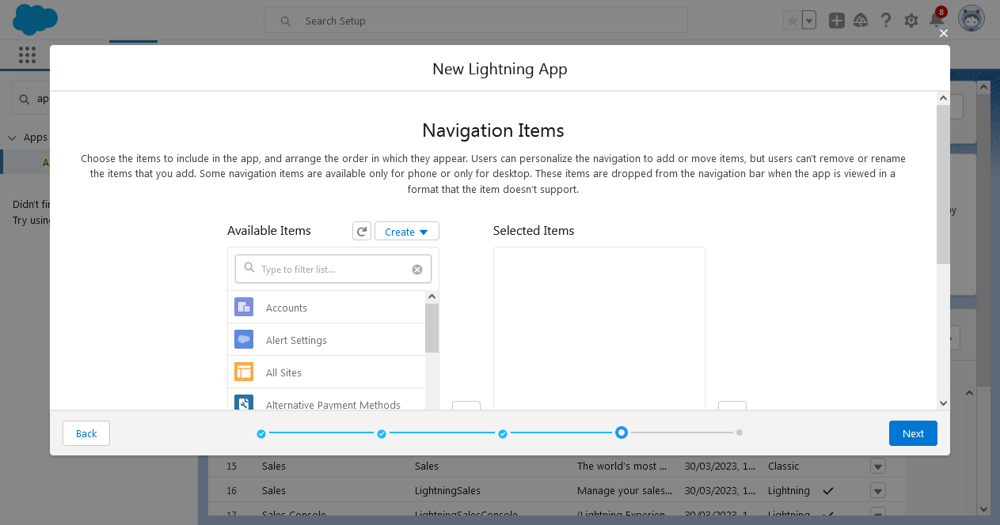 Search Setup
8
New Lightning App
ap
Apps
A
Didn't fi
Try using
Navigation Items
Choose the items to include in the app, and arrange the order in which they appear. Users can personalize the navigation to add or move items, but users can't remove or rename
the items that you add. Some navigation items are available only for phone or only for desktop. These items are dropped from the navigation bar when the app is viewed in a
format that the item doesn't support.
Available Items
Create
Selected Items
Type to filter list...
Accounts
Alert Settings
All Sites
Alternative Payment Methods
Back
Next
15 Sales Sales The world's most ... 30/03/2023, 1... Classic
16 Sales LightningSales Manage your sales... 30/03/2023, 1... Lightning
17 Sales Console LightningSalesConsole (Lightning Experien... 30/03/2023, 1... Lightning